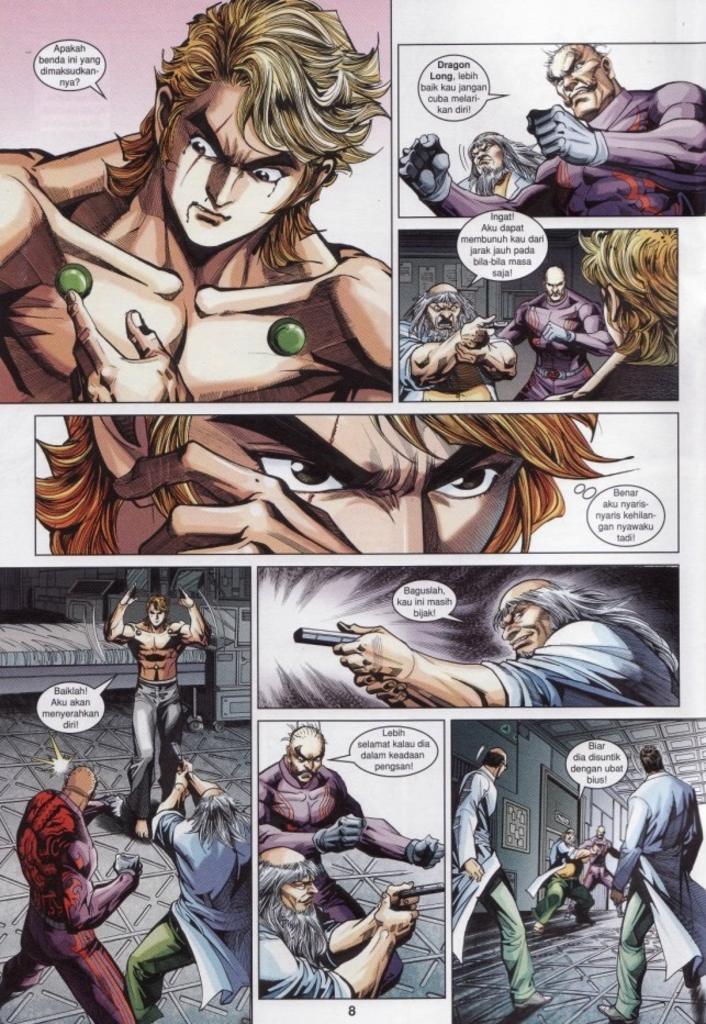 Apakah
benda ini yang
dimaksudkan-
nya?
Dragon
Long, lebih
baik kau jangan
cuba melari-
kan diri!
Ingat!
Aku dapat
membunuh kau dari
jarak jauh pada
bila-bila masa
saja!
Benar
aku nyaris-
nyaris kehilan-
gan nyawaku
tadi!
Baiklah!
Aku akan
menyerahkan
diri!
Baguslah,
kau ini masih
bijak!
Lebih
selamat kalau dia
dalam keadaan
pengsan!
Biar
dia disuntik
dengan ubat
bius!
8